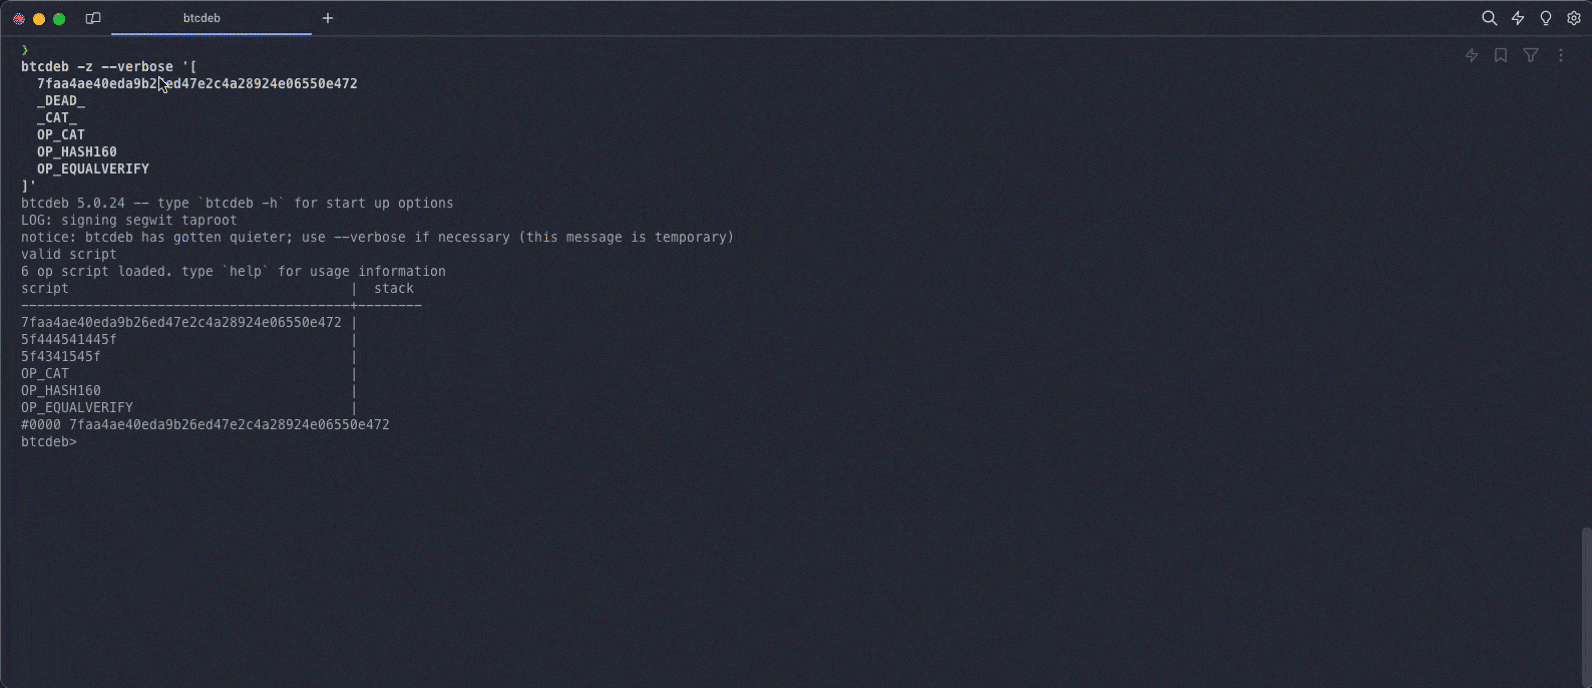 btcdeb
❯
btcdeb -z --verbose '[
7faa4ae40eda9b26ed47e2c4a28924e06550e472
_DEAD_
_CAT_
OP_CAT
OP_HASH160
OP_EQUALVERIFY
]'
btcdeb 5.0.24 -- type `btcdeb -h` for start up options
LOG: signing segwit taproot
notice: btcdeb has gotten quieter; use --verbose if necessary (this message is temporary)
valid script
6 op script loaded. type `help` for usage information
script | stack
-----------------------------------------+--------
7faa4ae40eda9b26ed47e2c4a28924e06550e472 |
5f444541445f |
5f4341545f |
OP_CAT |
OP_HASH160 |
OP_EQUALVERIFY |
#0000 7faa4ae40eda9b26ed47e2c4a28924e06550e472
btcdeb>